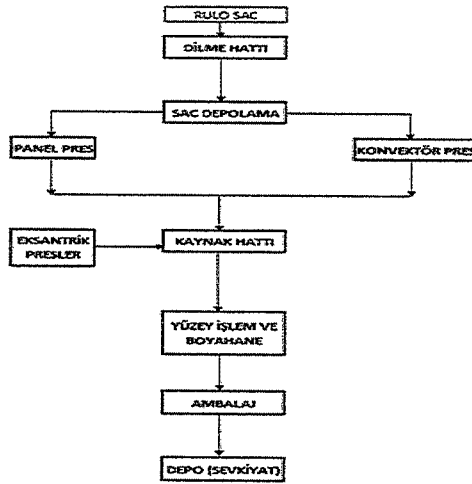 RULO SAC
DİLME HATTI
SAC DEPOLAMA
PANEL PRES
KONVEKTÖR PRES
EKSANTRİK
PRESLER
KAYNAK HATTI
YÜZEY İŞLEM VE
BOYAHANE
AMBALAJ
DEPO (SEVKİYAT)